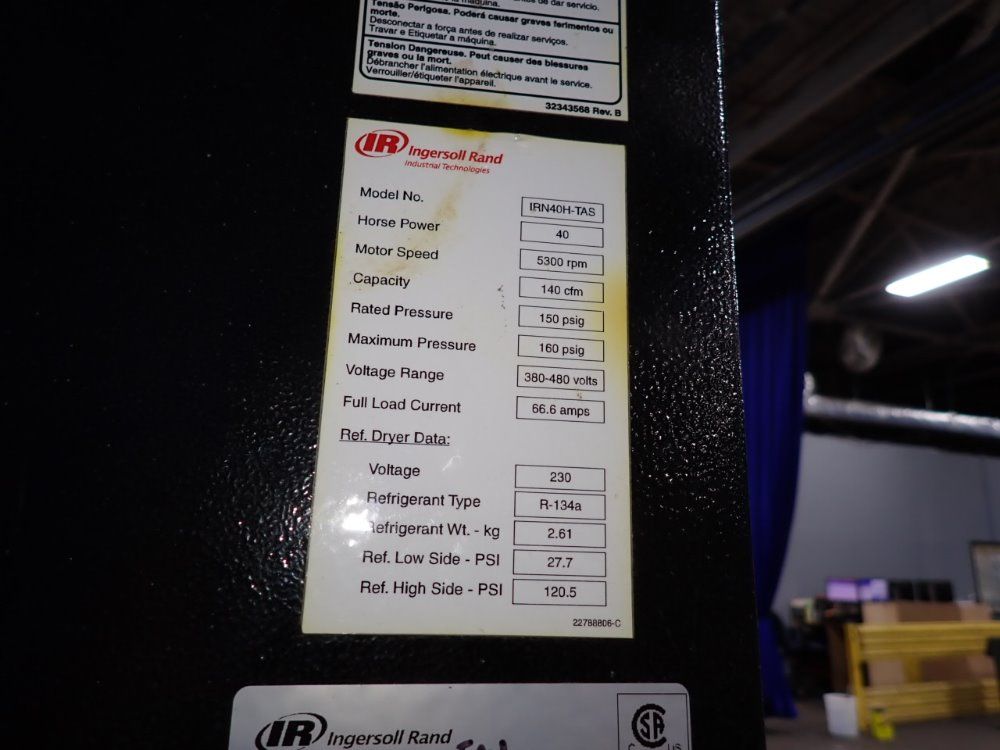 de dar servicio.
Tensão Perigosa. Poderá causar graves ferimentos ou
morte.
Desconectar a força antes de realizar serviços.
Travar e Etiquetar a máquina.
Tension Dangereuse. Peut causer des blessures
graves ou la mort.
Débrancher l'alimentation électrique avant le service.
Verrouiller/étiqueter l'appareil.
32343568 Rev. B
IR Ingersoll Rand
Industrial Technologies
Model No. IRN40H-TAS
Horse Power 40
Motor Speed 5300 rpm
Capacity 140 cfm
Rated Pressure 150 psig
Maximum Pressure 160 psig
Voltage Range 380-480 volts
Full Load Current 66.6 amps
Ref. Dryer Data:
Voltage 230
Refrigerant Type R-134a
Refrigerant Wt. - kg 2.61
Ref. Low Side - PSI 27.7
Ref. High Side - PSI 120.5
22788806-C
IR Ingersoll Rand
C US